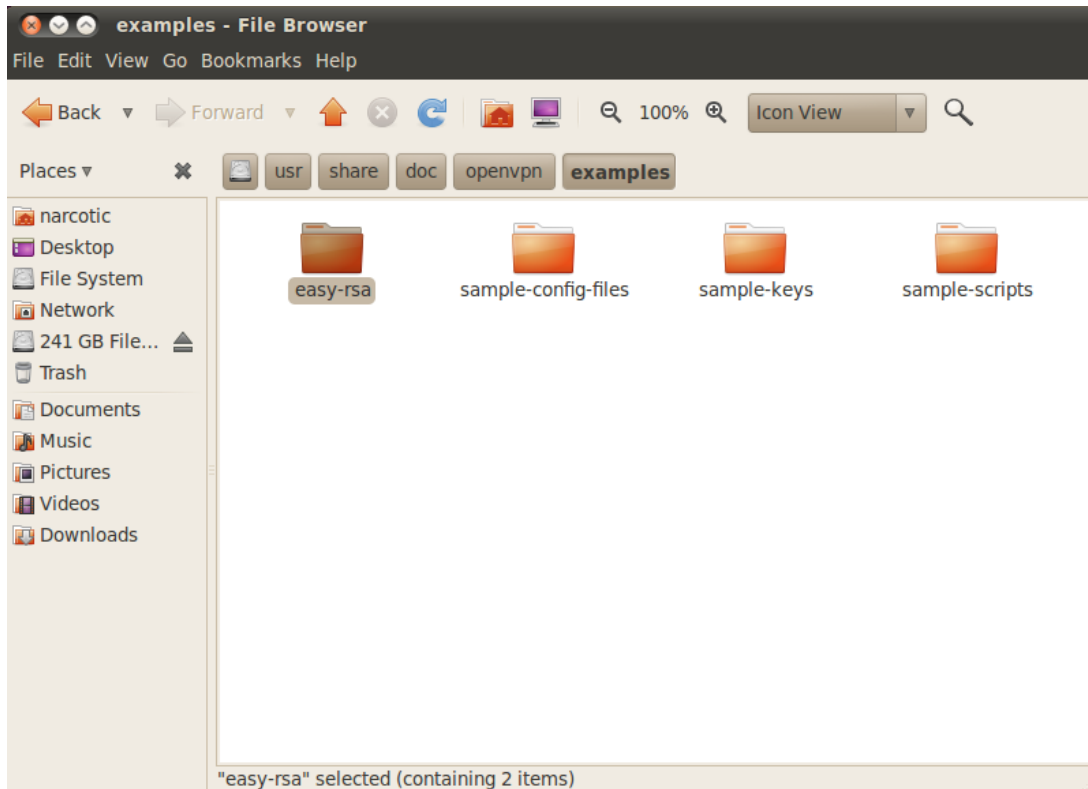 examples - File Browser
File Edit View Go Bookmarks Help
Back Forward 100% Icon View
Places usr share doc openvpn examples
narcotic
Desktop
File System
Network
241 GB File...
Trash
Documents
Music
Pictures
Videos
Downloads
easy-rsa sample-config-files sample-keys sample-scripts
"easy-rsa" selected (containing 2 items)